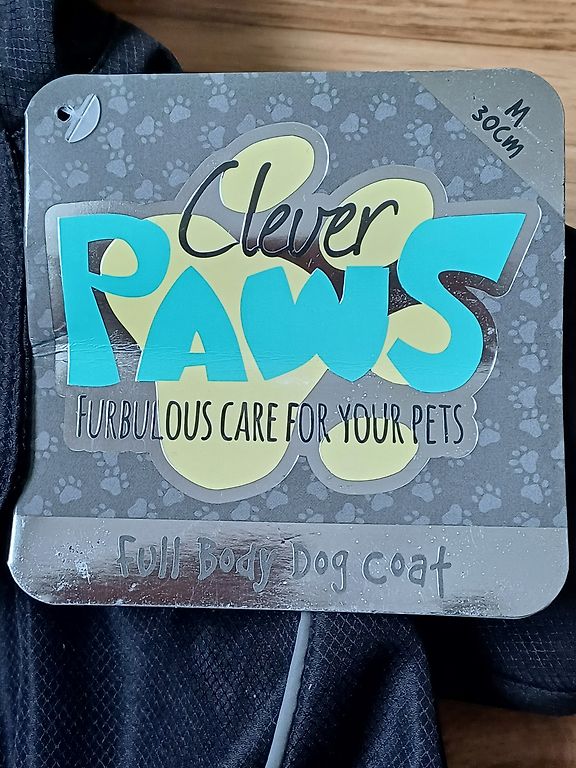 M
30cm
Clever
PAWS
FURBULOUS CARE FOR YOUR PETS
Full Body Dog Coat